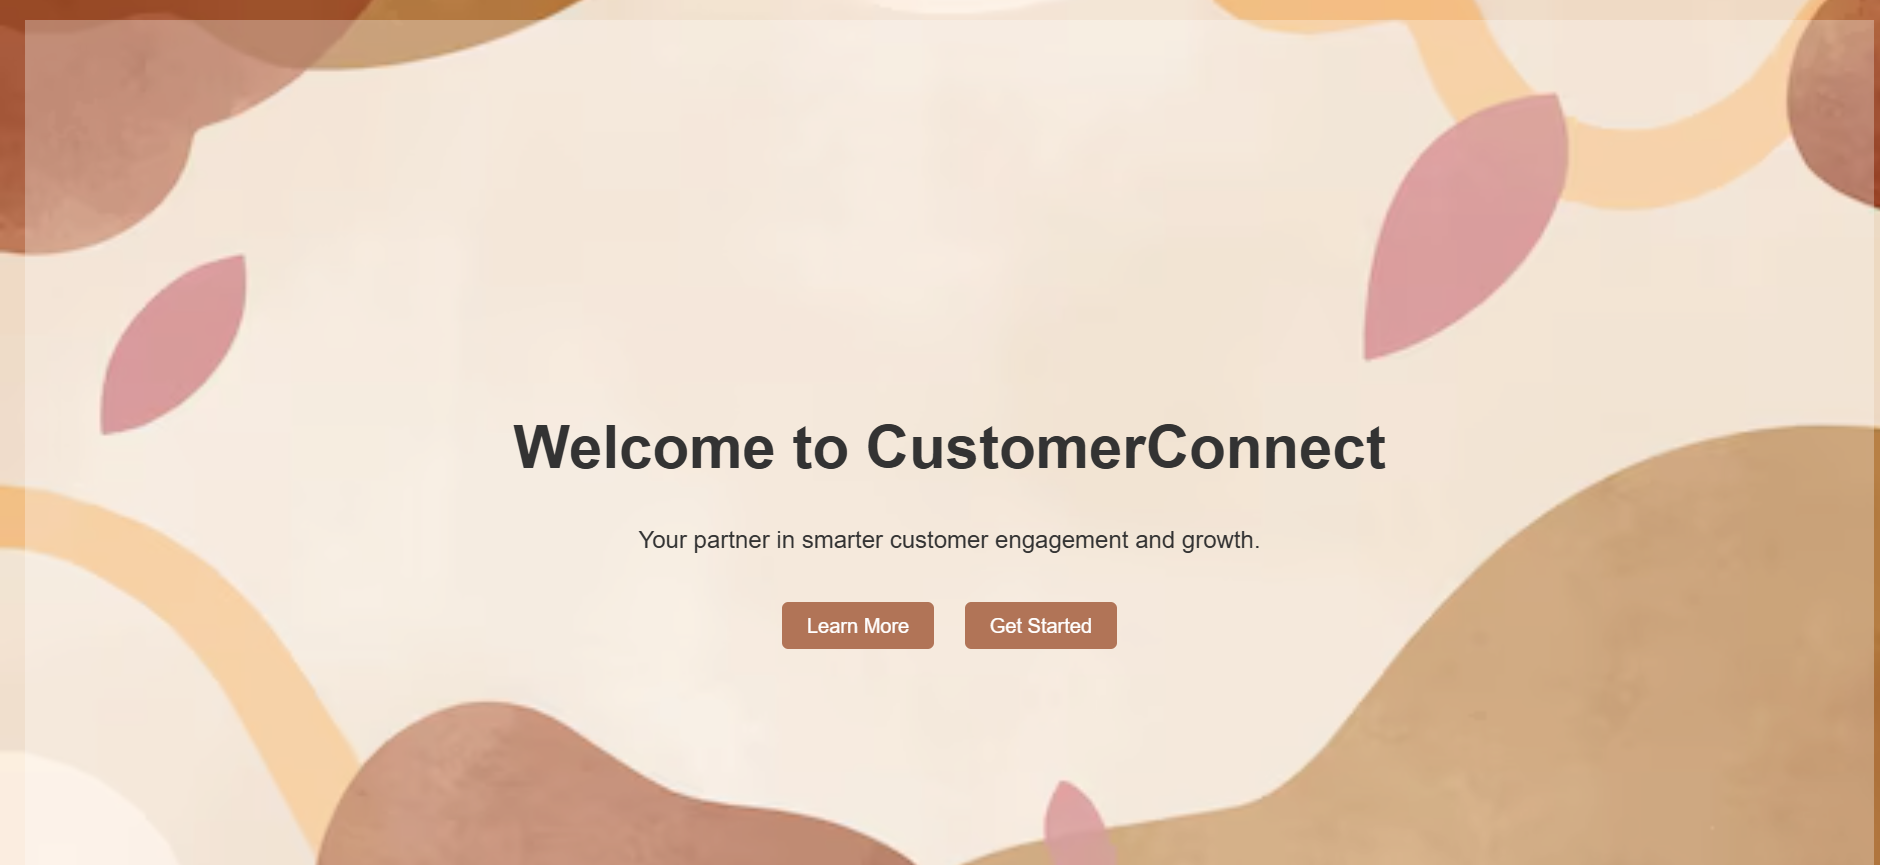 Welcome to CustomerConnect
Your partner in smarter customer engagement and growth.
Learn More
Get Started